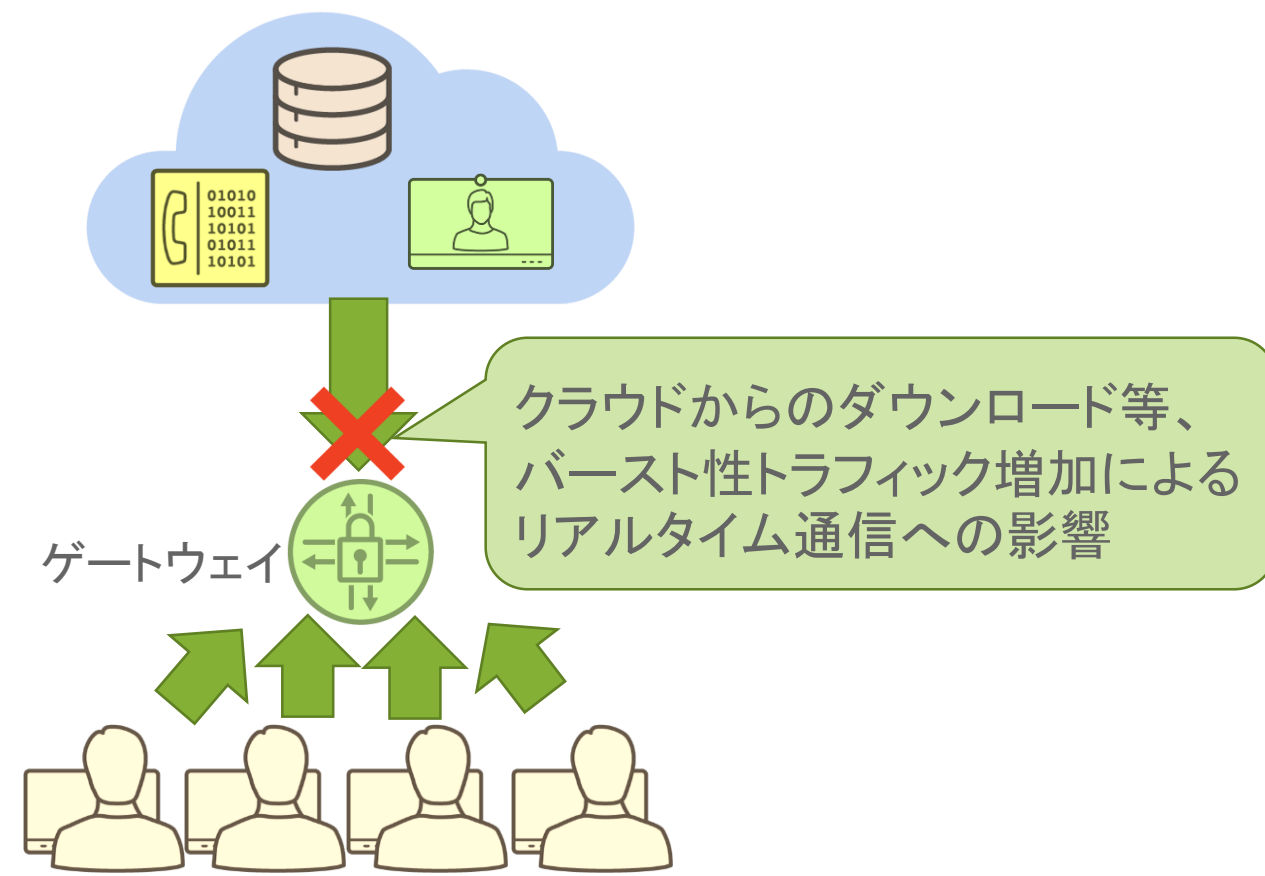 01010
10011
10101
01011
10101
クラウドからのダウンロード等、
バースト性トラフィック増加による
リアルタイム通信への影響
ゲートウェイ